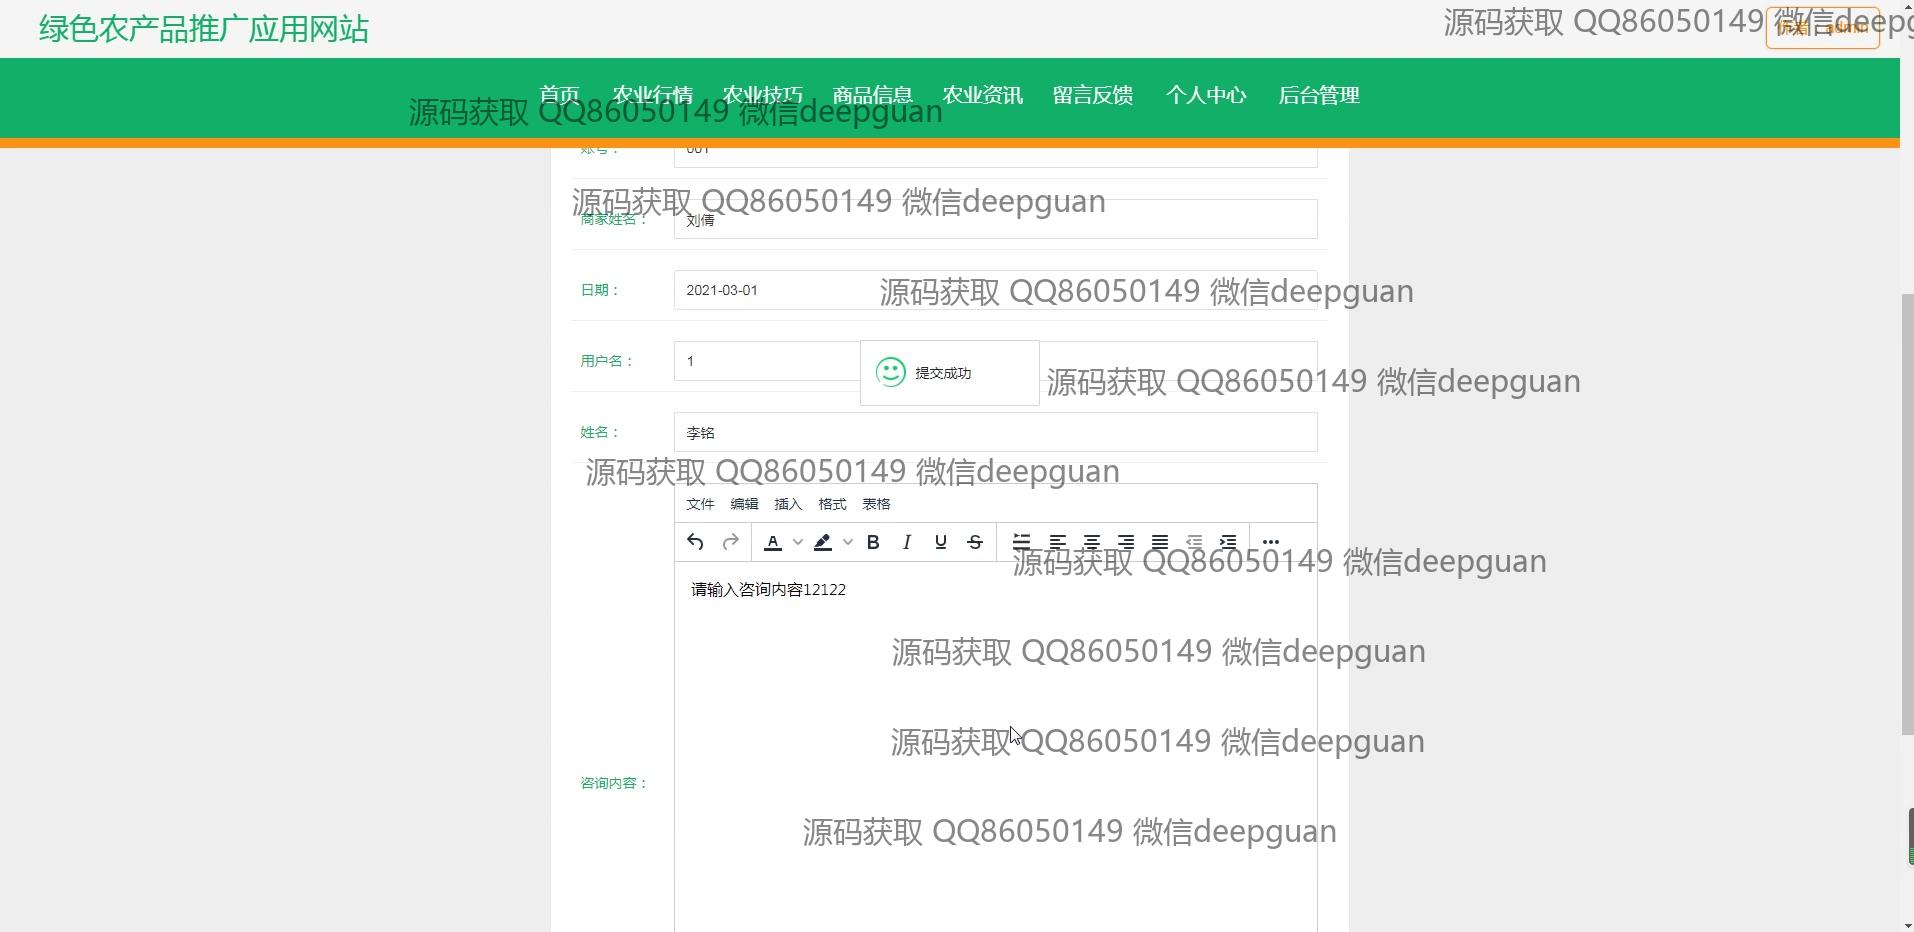 绿色农产品推广应用网站
源码获取 QQ86050149 微信deepg
首页 农业行情 农业技巧 商品信息 农业资讯 留言反馈 个人中心 后台管理
源码获取 QQ86050149 微信deepguan
账号： 001
源码获取 QQ86050149 微信deepguan
商家姓名： 刘倩
日期： 2021-03-01
源码获取 QQ86050149 微信deepguan
用户名： 1
提交成功
源码获取 QQ86050149 微信deepguan
姓名： 李铭
源码获取 QQ86050149 微信deepguan
文件 编辑 插入 格式 表格
A B I U S
源码获取 QQ86050149 微信deepguan
请输入咨询内容12122
源码获取 QQ86050149 微信deepguan
源码获取 QQ86050149 微信deepguan
咨询内容：
源码获取 QQ86050149 微信deepguan